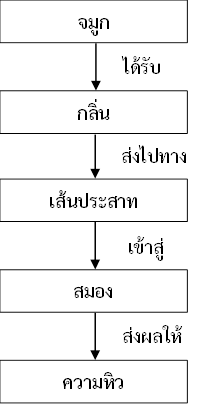 จมูก
ได้รับ
กลิ่น
ส่งไปทาง
เส้นประสาท
เข้าสู่
สมอง
ส่งผลให้
ความหิว